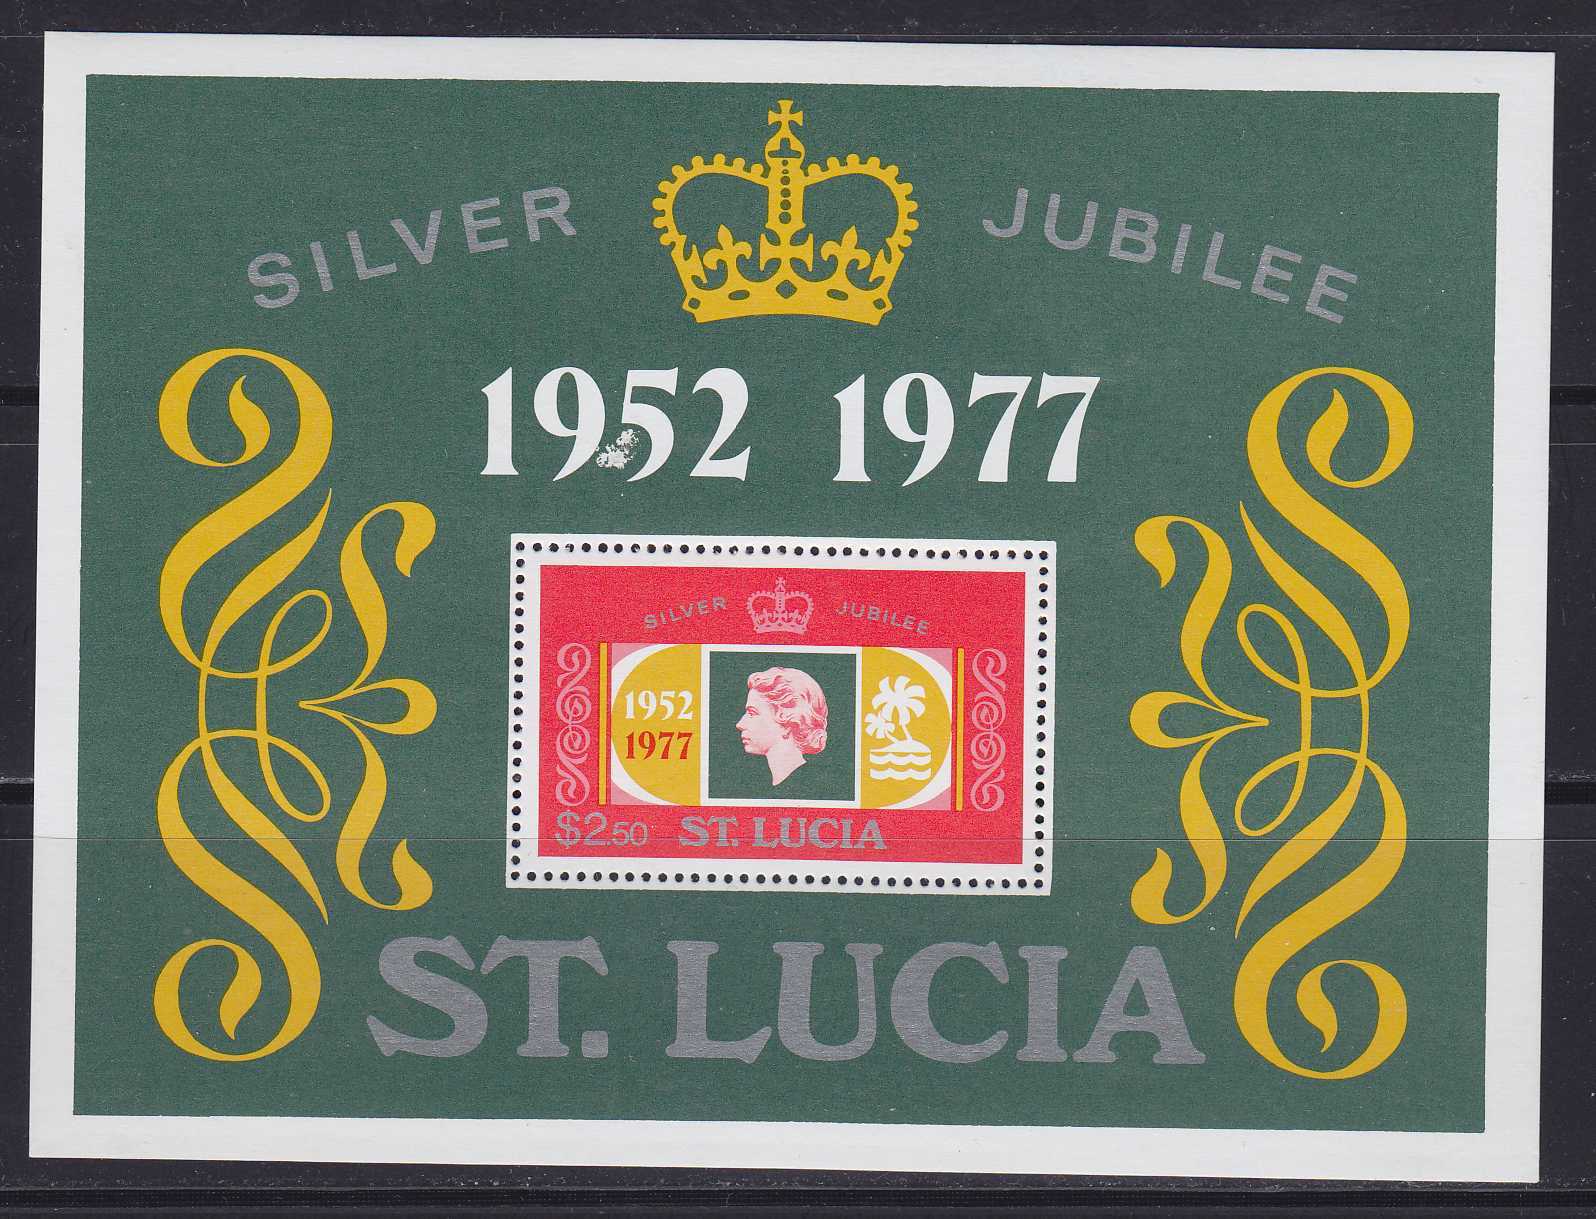 SILVER JUBILEE
1952 1977
SILVER JUBILEE
1952
1977
$2.50 ST. LUCIA
ST. LUCIA